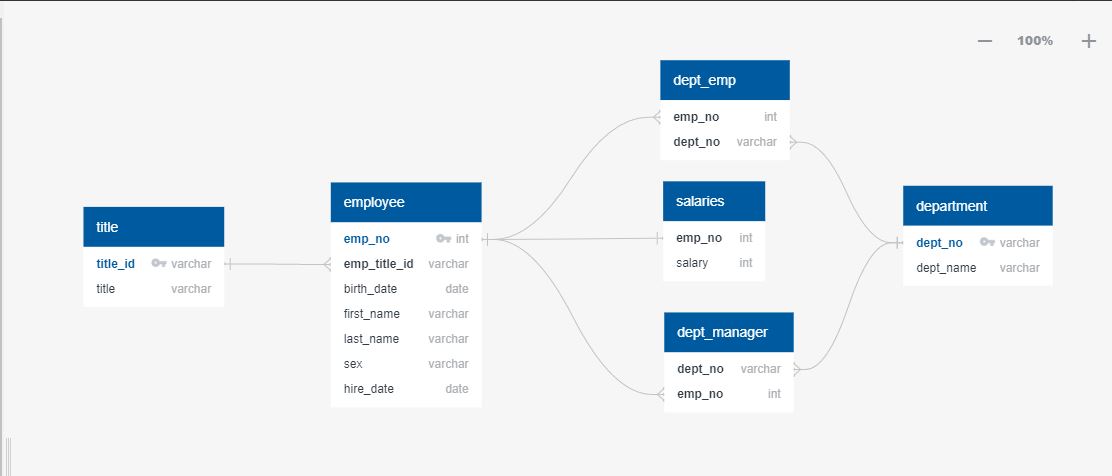 100%
title
title_id varchar
title varchar
employee
emp_no int
emp_title_id varchar
birth_date date
first_name varchar
last_name varchar
sex varchar
hire_date date
dept_emp
emp_no int
dept_no varchar
salaries
emp_no int
salary int
dept_manager
dept_no varchar
emp_no int
department
dept_no varchar
dept_name varchar